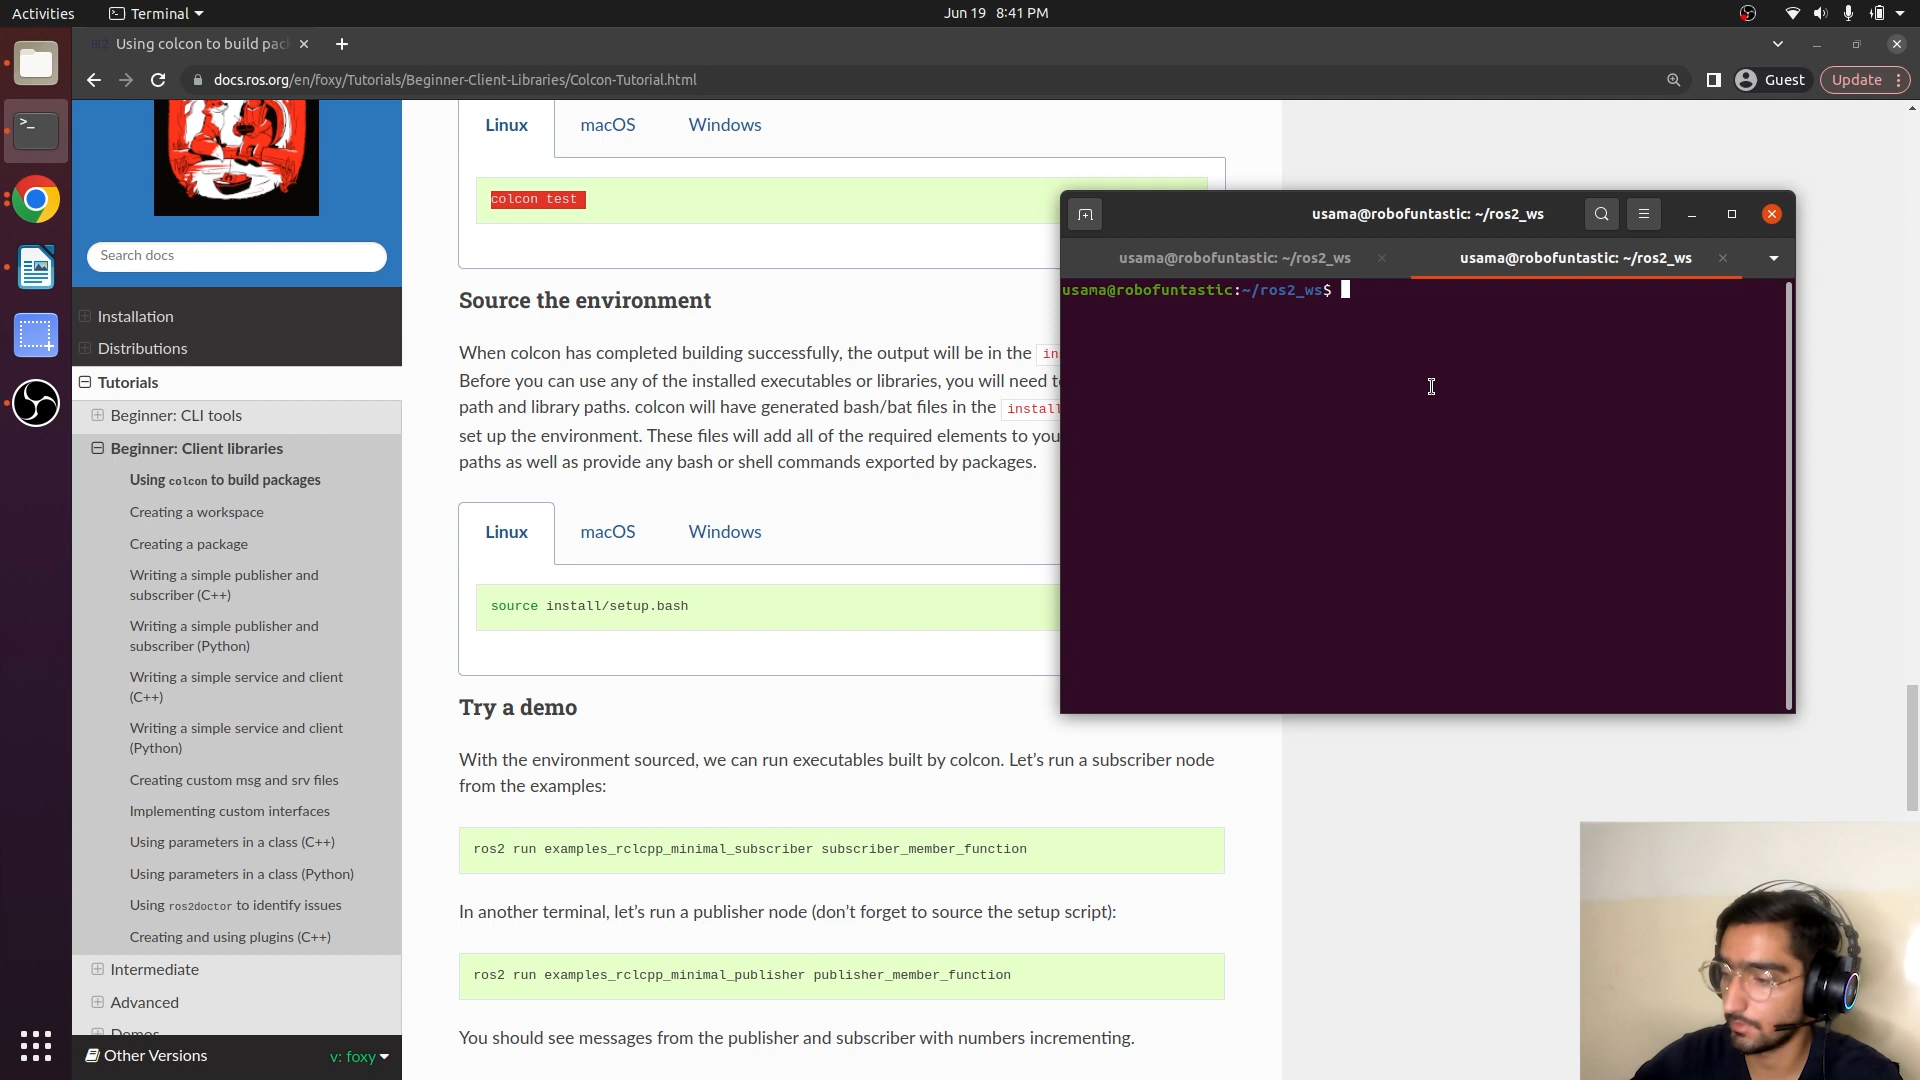 Activities
Terminal
Jun 19 8:41 PM
Using colcon to build pac
docs.ros.org/en/foxy/Tutorials/Beginner-Client-Libraries/Colcon-Tutorial.html
Guest
Update
Search docs
Installation
Distributions
Tutorials
Beginner: CLI tools
Beginner: Client libraries
Using colcon to build packages
Creating a workspace
Creating a package
Writing a simple publisher and
subscriber (C++)
Writing a simple publisher and
subscriber (Python)
Writing a simple service and client
(C++)
Writing a simple service and client
(Python)
Creating custom msg and srv files
Implementing custom interfaces
Using parameters in a class (C++)
Using parameters in a class (Python)
Using ros2doctor to identify issues
Creating and using plugins (C++)
Intermediate
Advanced
Demos
Other Versions
v: foxy
Linux macOS Windows
colcon test
Source the environment
When colcon has completed building successfully, the output will be in the in
Before you can use any of the installed executables or libraries, you will need t
path and library paths. colcon will have generated bash/bat files in the install
set up the environment. These files will add all of the required elements to you
paths as well as provide any bash or shell commands exported by packages.
Linux macOS Windows
source install/setup.bash
Try a demo
With the environment sourced, we can run executables built by colcon. Let's run a subscriber node
from the examples:
ros2 run examples_rclcpp_minimal_subscriber subscriber_member_function
In another terminal, let's run a publisher node (don't forget to source the setup script):
ros2 run examples_rclcpp_minimal_publisher publisher_member_function
You should see messages from the publisher and subscriber with numbers incrementing.
usama@robofuntastic: ~/ros2_ws
usama@robofuntastic: ~/ros2_ws
usama@robofuntastic: ~/ros2_ws
usama@robofuntastic:~/ros2_ws$